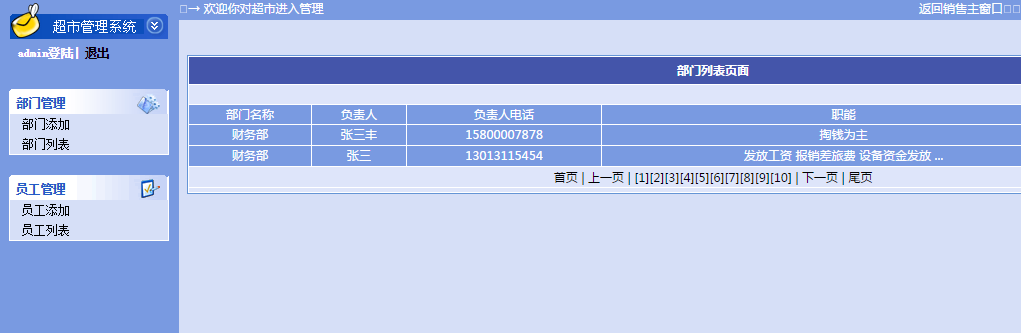 超市管理系统
admin登陆| 退出
部门管理
部门添加
部门列表
员工管理
员工添加
员工列表
→ 欢迎你对超市进入管理
返回销售主窗口
部门列表页面
部门名称 负责人 负责人电话 职能
财务部 张三丰 15800007878 掏钱为主
财务部 张三 13013115454 发放工资 报销差旅费 设备资金发放 ...
首页 | 上一页 | [1][2][3][4][5][6][7][8][9][10] | 下一页 | 尾页